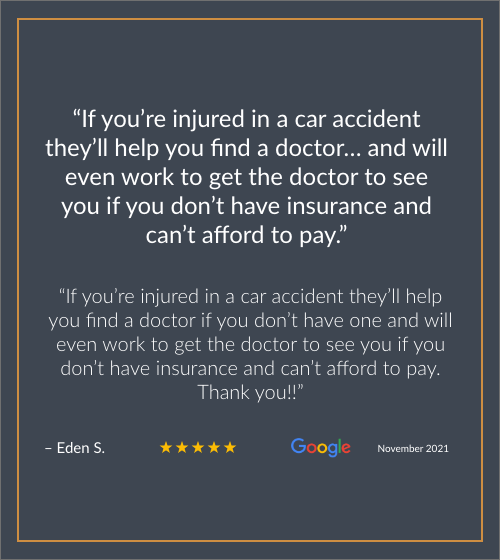 “If you’re injured in a car accident
they’ll help you find a doctor... and will
even work to get the doctor to see
you if you don’t have insurance and
can’t afford to pay.”
“If you’re injured in a car accident they’ll help
you find a doctor if you don’t have one and will
even work to get the doctor to see you if you
don’t have insurance and can’t afford to pay.
Thank you!!”
– Eden S. Google November 2021